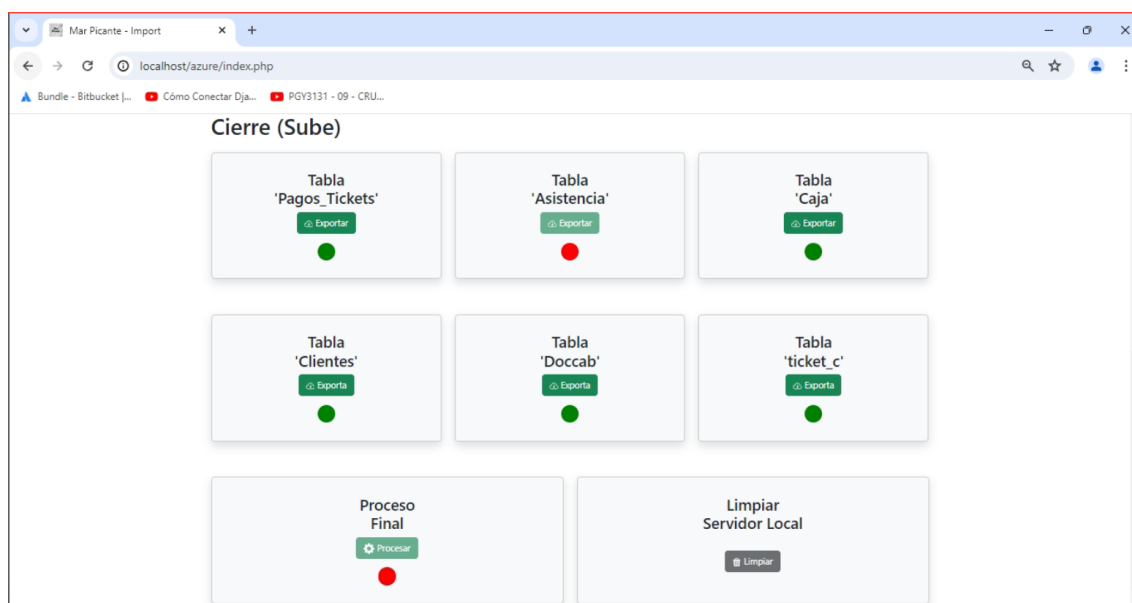 Mar Picante - Import
localhost/azure/index.php
Bundle - Bitbucket |...
Cómo Conectar Dja...
PGY3131 - 09 - CRU...
Cierre (Sube)
Tabla
'Pagos_Tickets'
Exportar
Tabla
'Asistencia'
Exportar
Tabla
'Caja'
Exportar
Tabla
'Clientes'
Exporta
Tabla
'Doccab'
Exporta
Tabla
'ticket_c'
Exporta
Proceso
Final
Procesar
Limpiar
Servidor Local
Limpiar